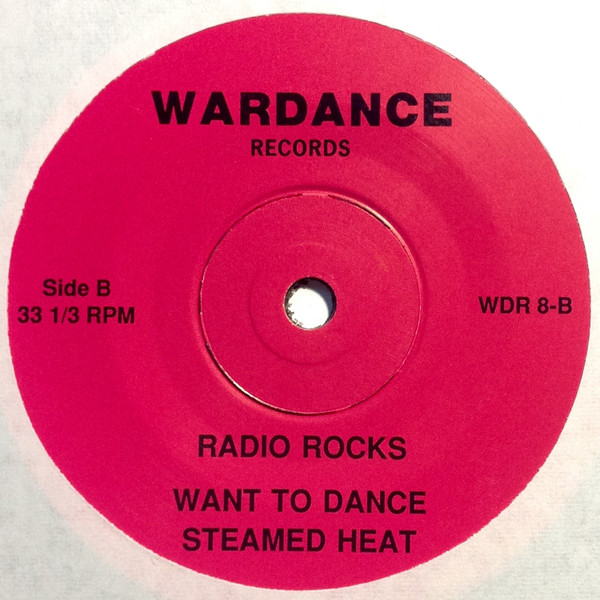 WARDANCE
RECORDS
Side B
33 1/3 RPM
WDR 8-B
RADIO ROCKS
WANT TO DANCE
STEAMED HEAT